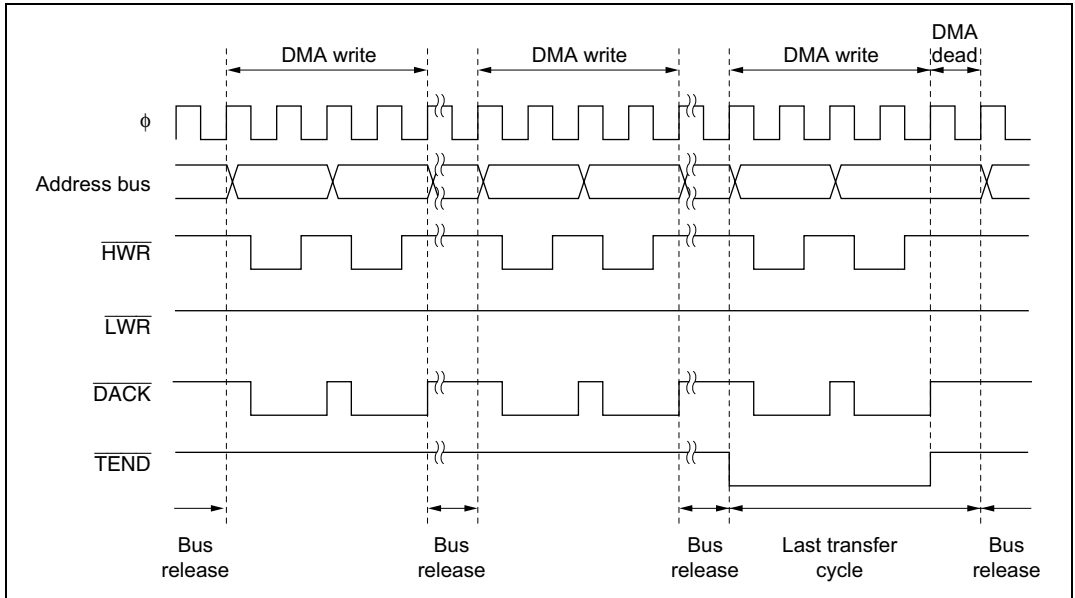 DMA
dead
DMA write
DMA write
DMA write
ϕ
Address bus
HWR
LWR
DACK
TEND
Bus
release
Bus
release
Bus
release
Last transfer
cycle
Bus
release